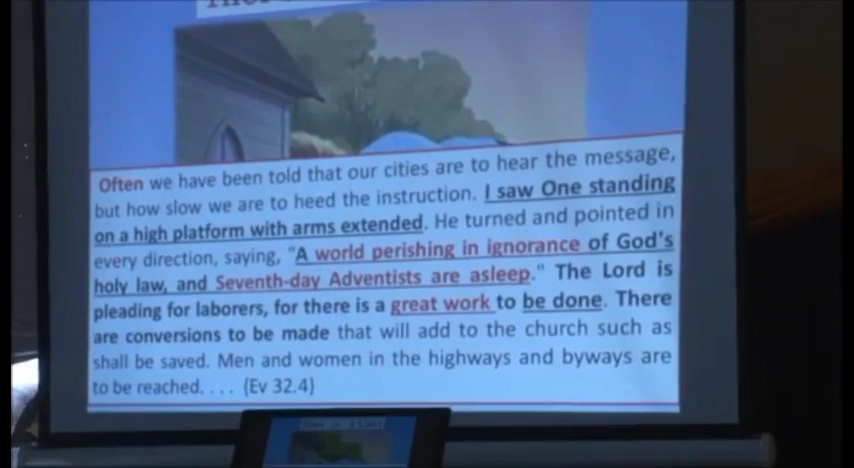 Often we have been told that our cities are to hear the message,
but how slow we are to heed the instruction. I saw One standing
on a high platform with arms extended. He turned and pointed in
every direction, saying, "A world perishing in ignorance of God's
holy law, and Seventh-day Adventists are asleep." The Lord is
pleading for laborers, for there is a great work to be done. There
are conversions to be made that will add to the church such as
shall be saved. Men and women in the highways and byways are
to be reached. . . . {Ev 32.4}